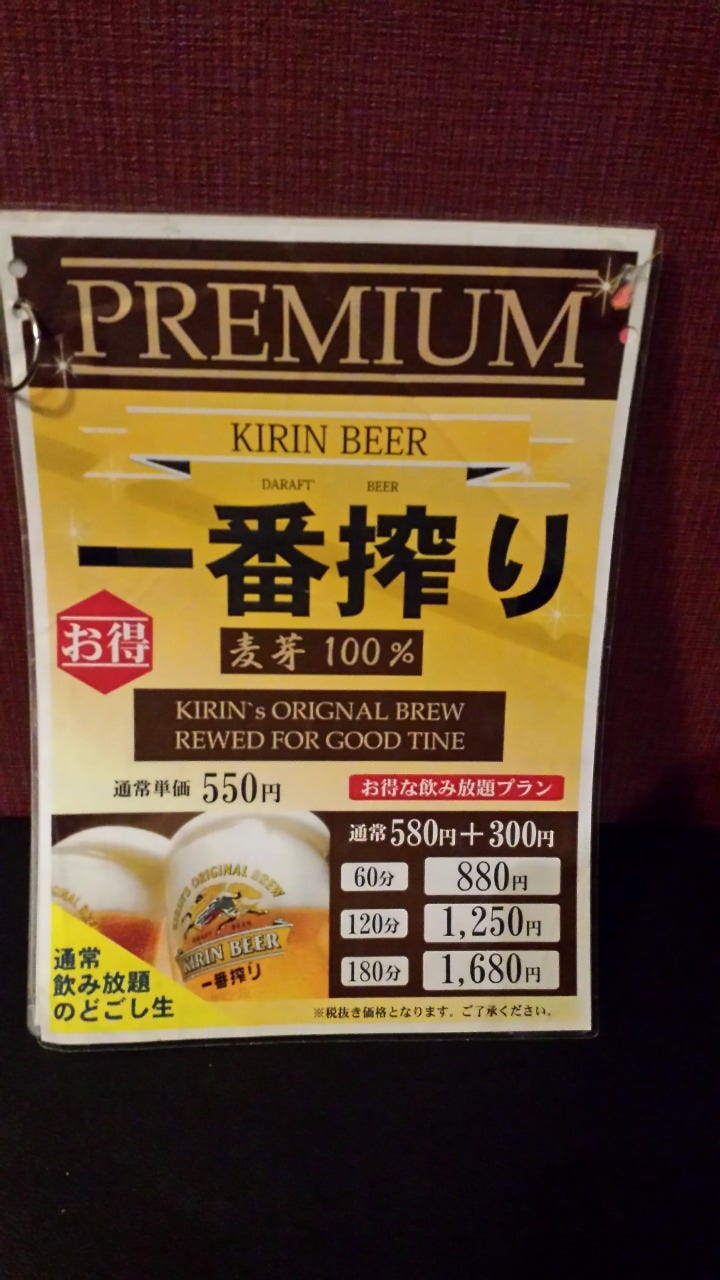 PREMIUM
KIRIN BEER
DARAFT BEER
一番搾り
お得
麦芽 100%
KIRIN`s ORIGNAL BREW
REWED FOR GOOD TINE
通常単価 550円
お得な飲み放題プラン
通常580円+300円
60分 880円
120分 1,250円
180分 1,680円
KIRIN'S ORIGINAL BREW
DRAFT BEER
KIRIN BEER
一番搾り
通常
飲み放題
のどごし生
※税抜き価格となります。ご了承ください。